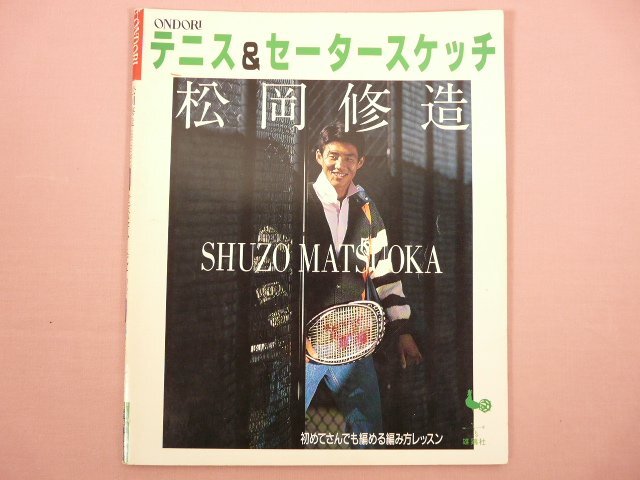 ONDORI
テニス&セータースケッチ
松岡修造
SHUZO MATSUOKA
初めてさんでも編める編み方レッスン
雄鶏社
ONDORI